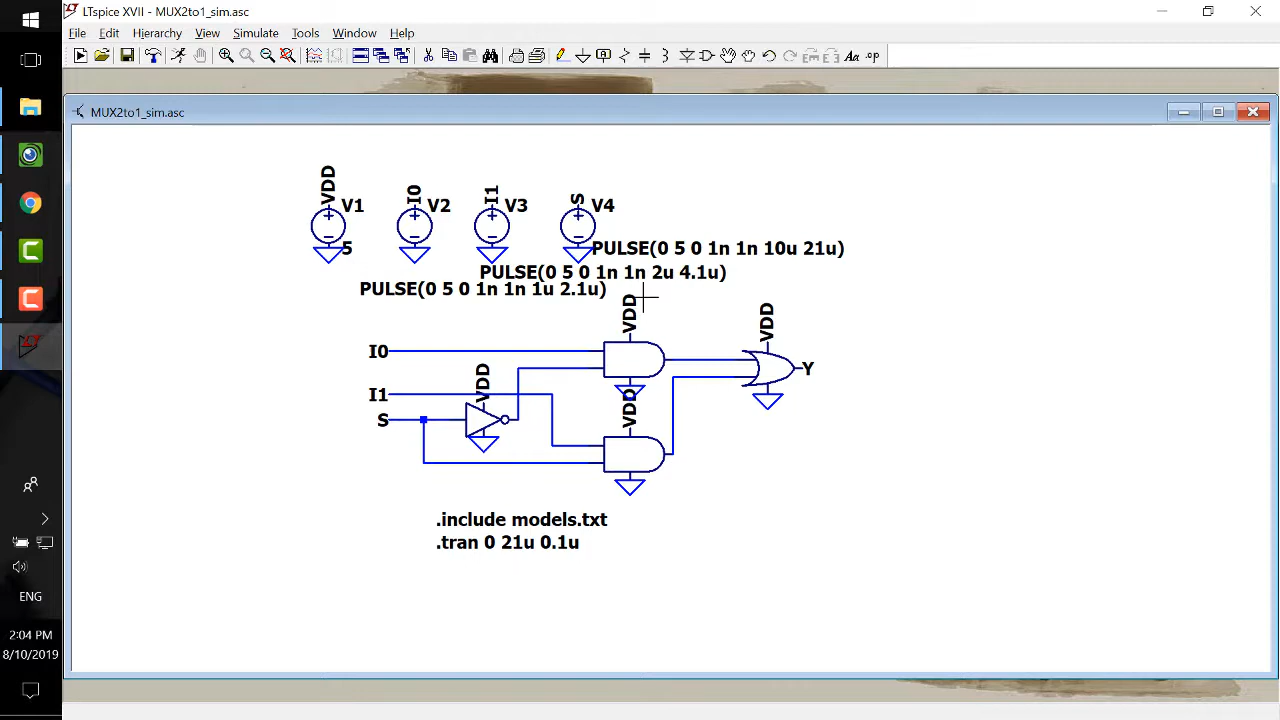 LTspice XVII - MUX2to1_sim.asc
File Edit Hierarchy View Simulate Tools Window Help
Aa .op
MUX2to1_sim.asc
VDD I0 I1 S
V1 V2 V3 V4
5
PULSE(0 5 0 1n 1n 10u 21u)
PULSE(0 5 0 1n 1n 2u 4.1u)
PULSE(0 5 0 1n 1n 1u 2.1u)
VDD
VDD
I0
Y
VDD
I1
VDD
S
.include models.txt
.tran 0 21u 0.1u
ENG
2:04 PM
8/10/2019